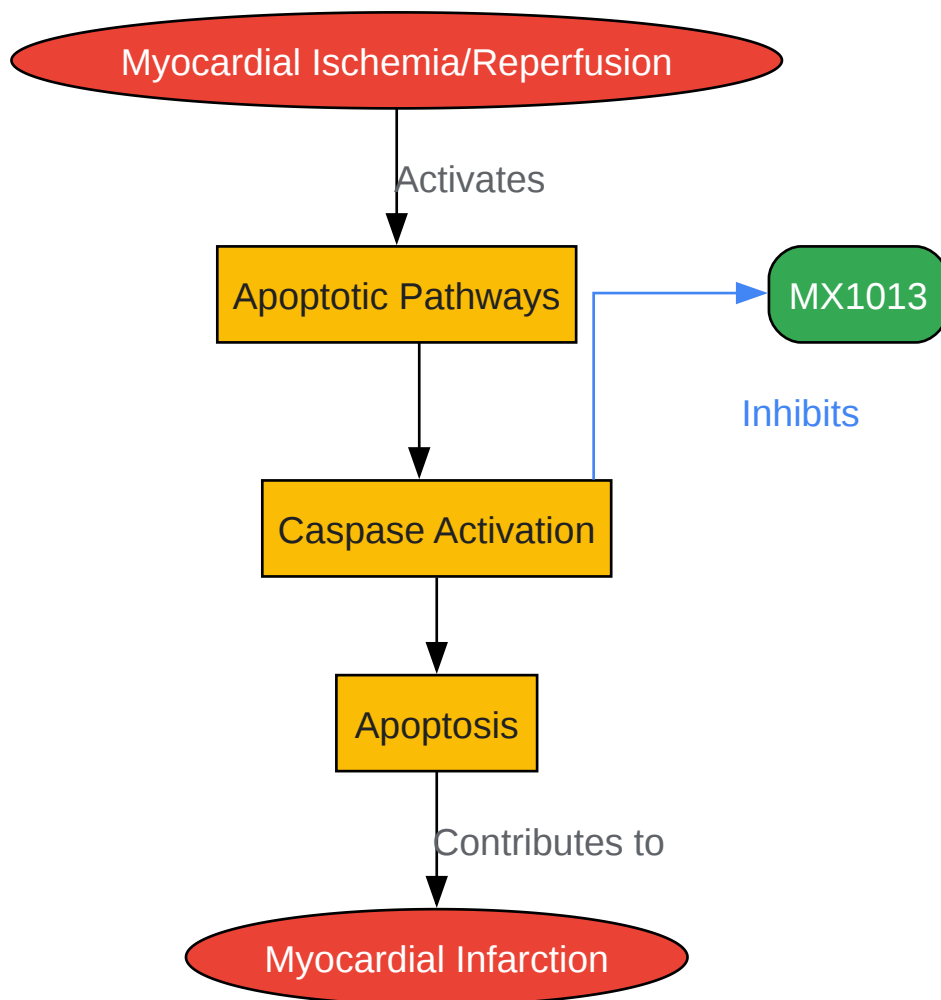 Myocardial Ischemia/Reperfusion
Activates
Apoptotic Pathways
MX1013
Inhibits
Caspase Activation
Apoptosis
Contributes to
Myocardial Infarction